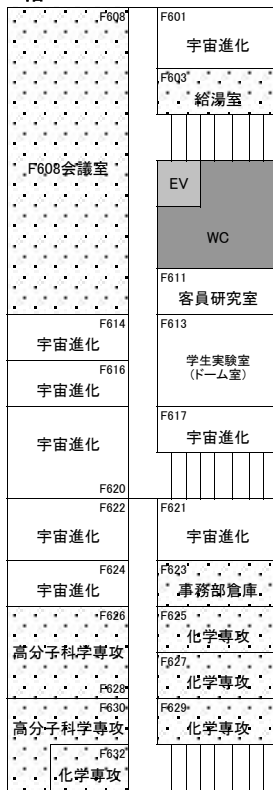 F608
F608会議室
F614
宇宙進化
F616
宇宙進化
宇宙進化
F620
F622
宇宙進化
F624
宇宙進化
F626
高分子科学専攻
F628
F630
高分子科学専攻
F632
化学専攻
F601
宇宙進化
F603
給湯室
EV
WC
F611
客員研究室
F613
学生実験室
(ドーム室)
F617
宇宙進化
F621
宇宙進化
F623
事務部倉庫
F625
化学専攻
F627
化学専攻
F629
化学専攻